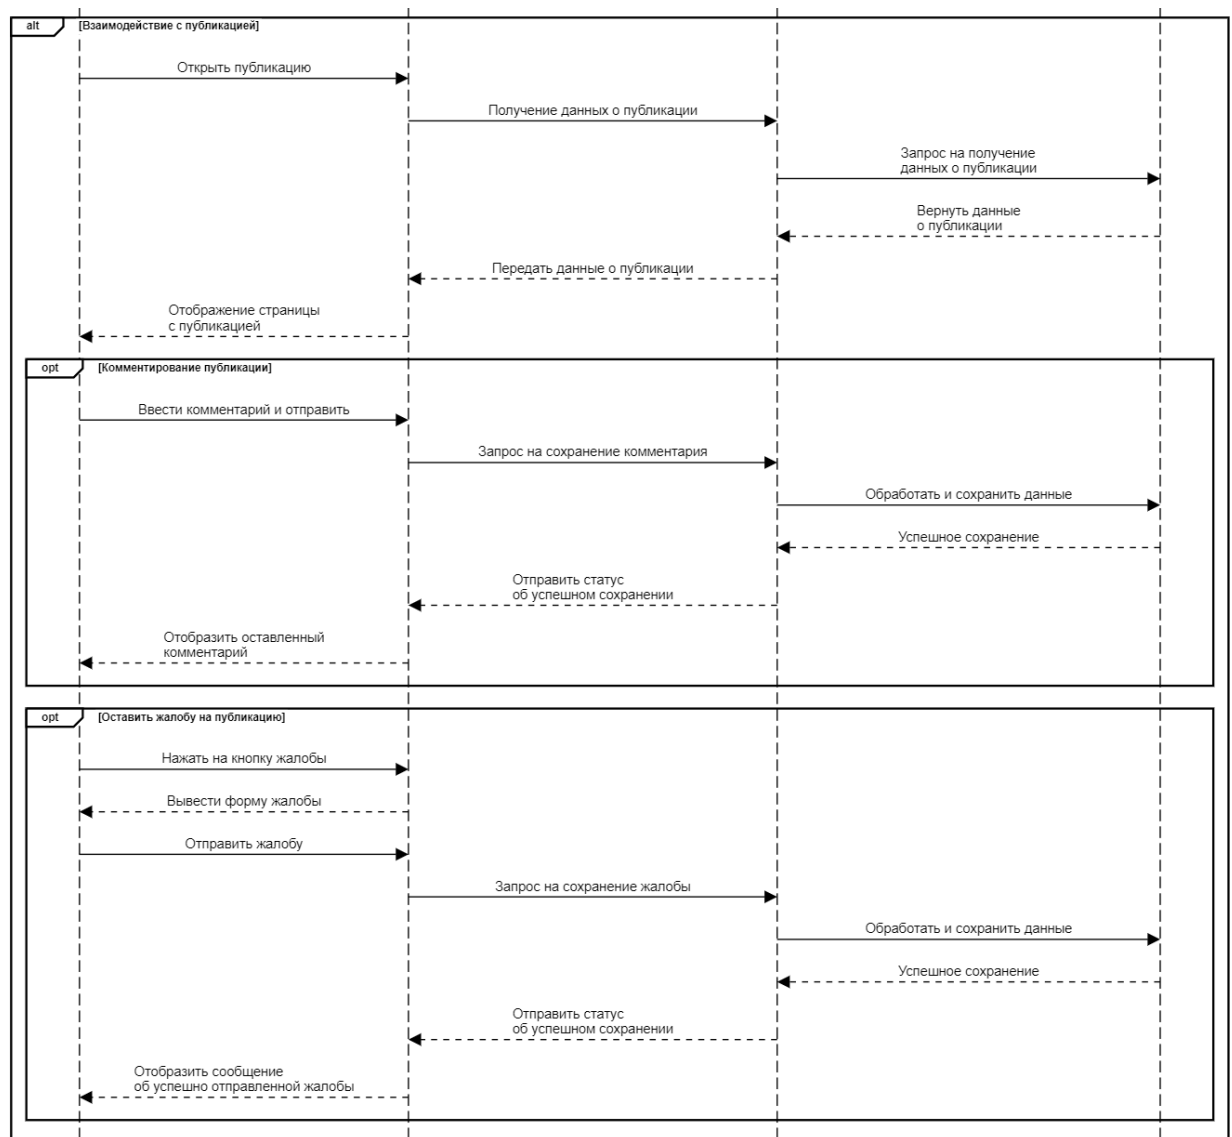 alt
[Взаимодействие с публикацией]
Открыть публикацию
Получение данных о публикации
Запрос на получение
данных о публикации
Вернуть данные
о публикации
Передать данные о публикации
Отображение страницы
с публикацией
opt
[Комментирование публикации]
Ввести комментарий и отправить
Запрос на сохранение комментария
Обработать и сохранить данные
Успешное сохранение
Отправить статус
об успешном сохранении
Отобразить оставленный
комментарий
opt
[Оставить жалобу на публикацию]
Нажать на кнопку жалобы
Вывести форму жалобы
Отправить жалобу
Запрос на сохранение жалобы
Обработать и сохранить данные
Успешное сохранение
Отправить статус
об успешном сохранении
Отобразить сообщение
об успешно отправленной жалобы